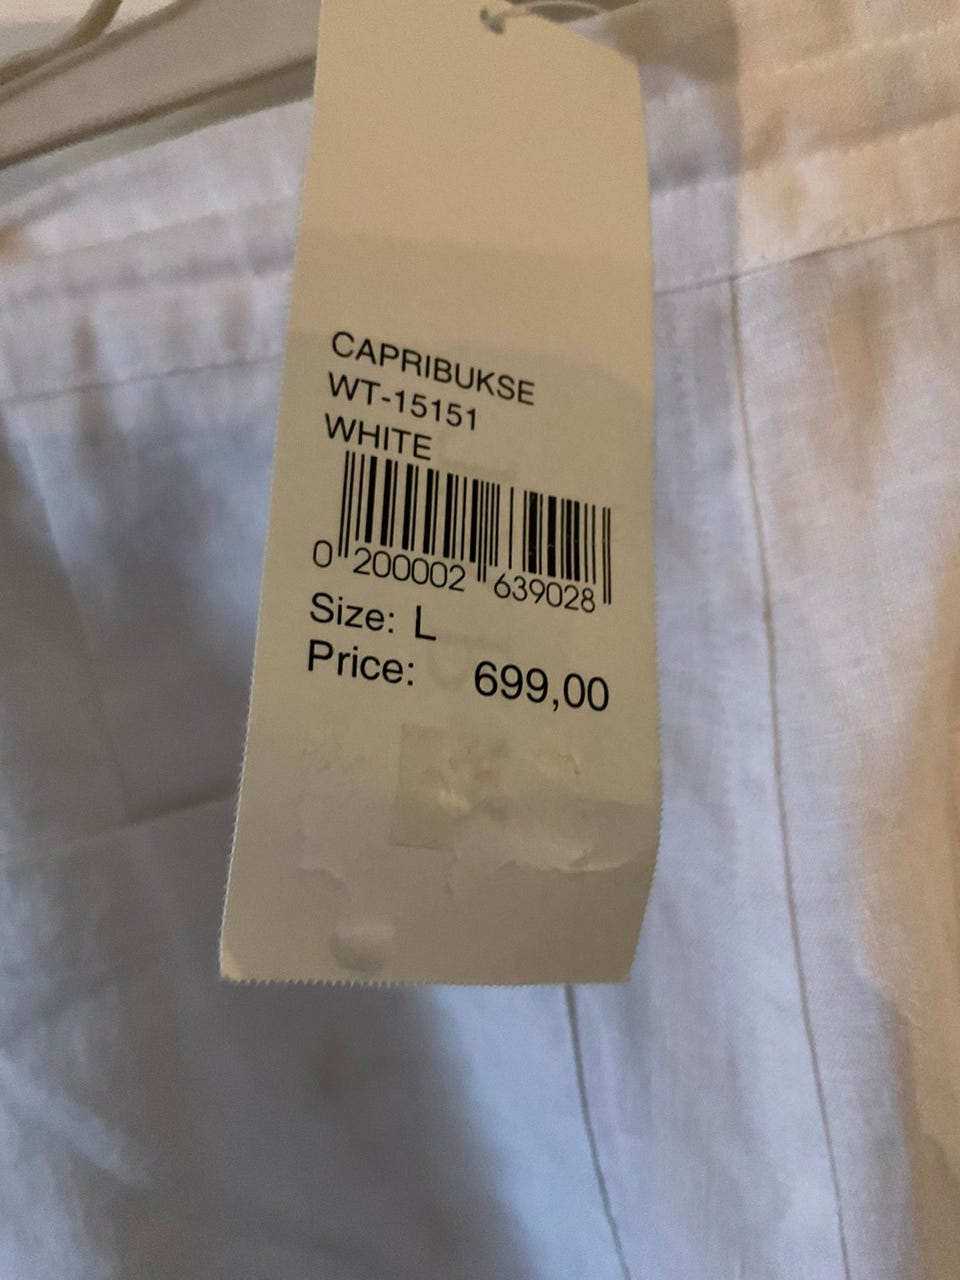 CAPRIBUKSE
WT-15151
WHITE
0 200002 639028
Size: L
Price: 699,00